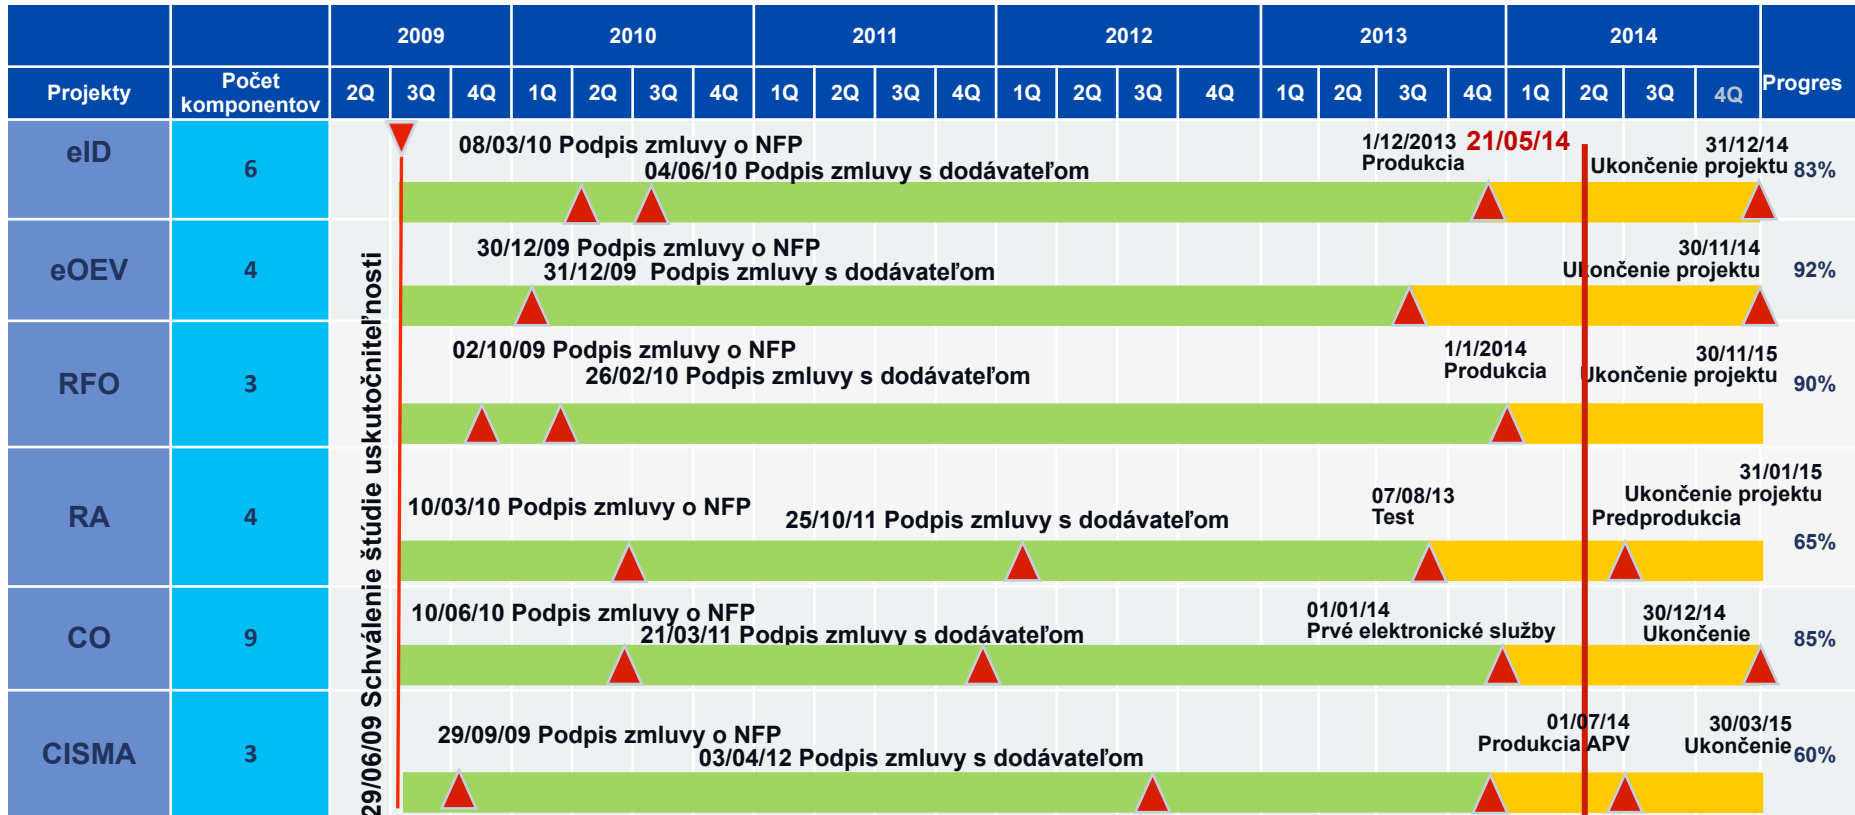 2009 2010 2011 2012 2013 2014
Projekty Počet komponentov 2Q 3Q 4Q 1Q 2Q 3Q 4Q 1Q 2Q 3Q 4Q 1Q 2Q 3Q 4Q 1Q 2Q 3Q 4Q 1Q 2Q 3Q 4Q Progres
29/06/09 Schválenie štúdie uskutočniteľnosti
21/05/14
eID
6
08/03/10 Podpis zmluvy o NFP
04/06/10 Podpis zmluvy s dodávateľom
1/12/2013
Produkcia
31/12/14
Ukončenie projektu
83%
eOEV
4
30/12/09 Podpis zmluvy o NFP
31/12/09 Podpis zmluvy s dodávateľom
30/11/14
Ukončenie projektu
92%
RFO
3
02/10/09 Podpis zmluvy o NFP
26/02/10 Podpis zmluvy s dodávateľom
1/1/2014
Produkcia
30/11/15
Ukončenie projektu
90%
RA
4
10/03/10 Podpis zmluvy o NFP
25/10/11 Podpis zmluvy s dodávateľom
07/08/13
Test
31/01/15
Ukončenie projektu
Predprodukcia
65%
CO
9
10/06/10 Podpis zmluvy o NFP
21/03/11 Podpis zmluvy s dodávateľom
01/01/14
Prvé elektronické služby
30/12/14
Ukončenie
85%
CISMA
3
29/09/09 Podpis zmluvy o NFP
03/04/12 Podpis zmluvy s dodávateľom
01/07/14
Produkcia APV
30/03/15
Ukončenie
60%